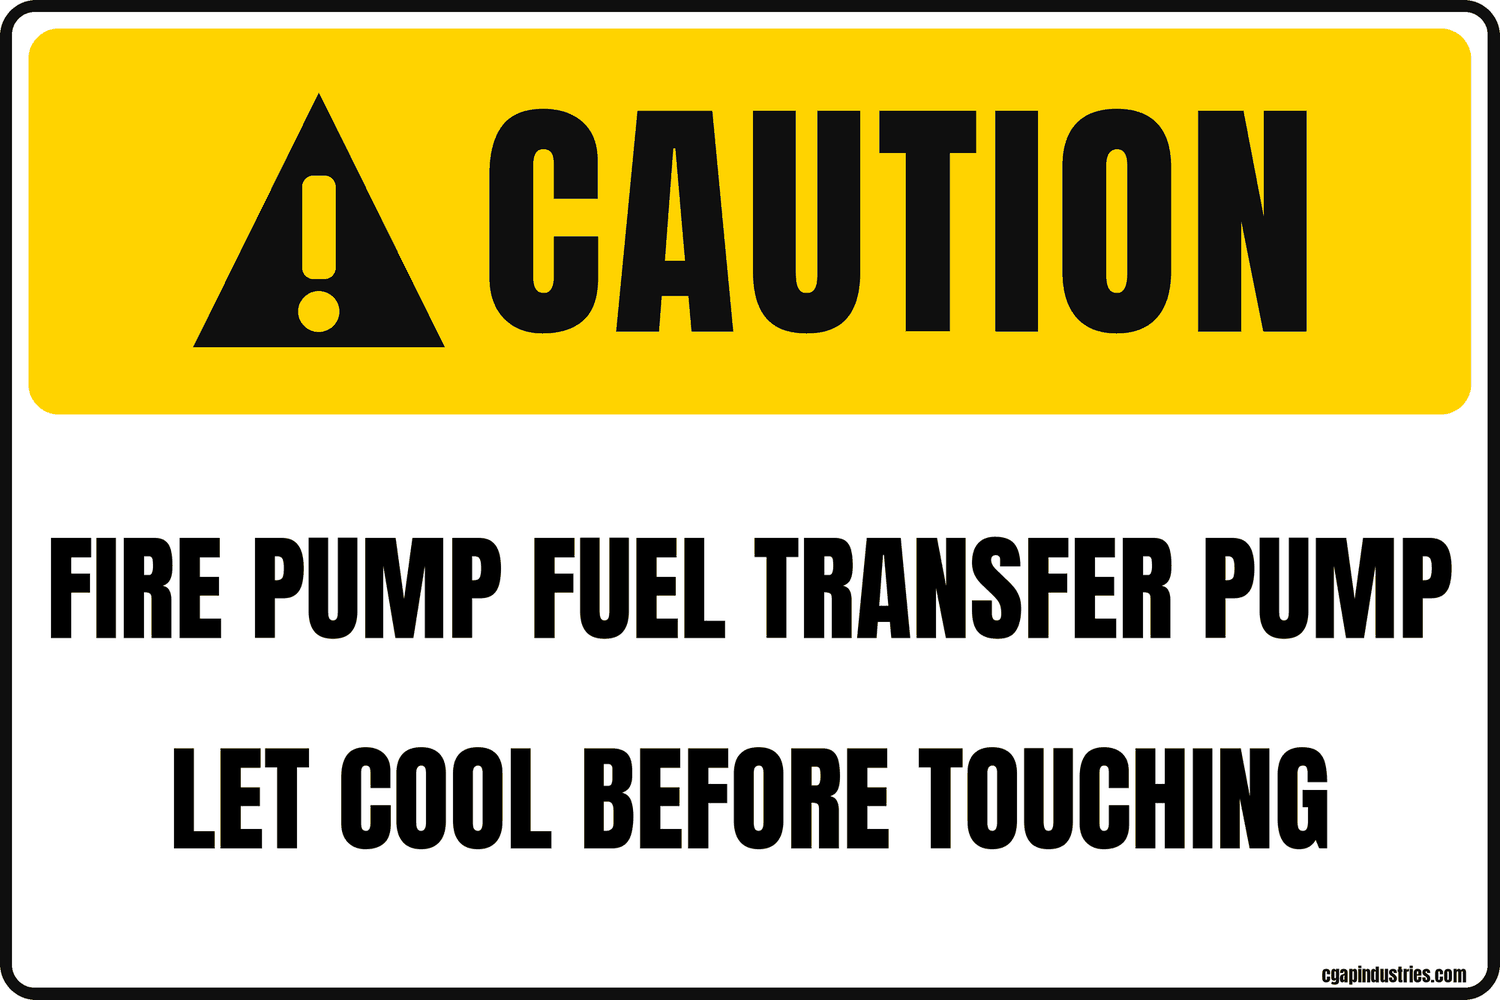 CAUTION
FIRE PUMP FUEL TRANSFER PUMP
LET COOL BEFORE TOUCHING
cgapindustries.com